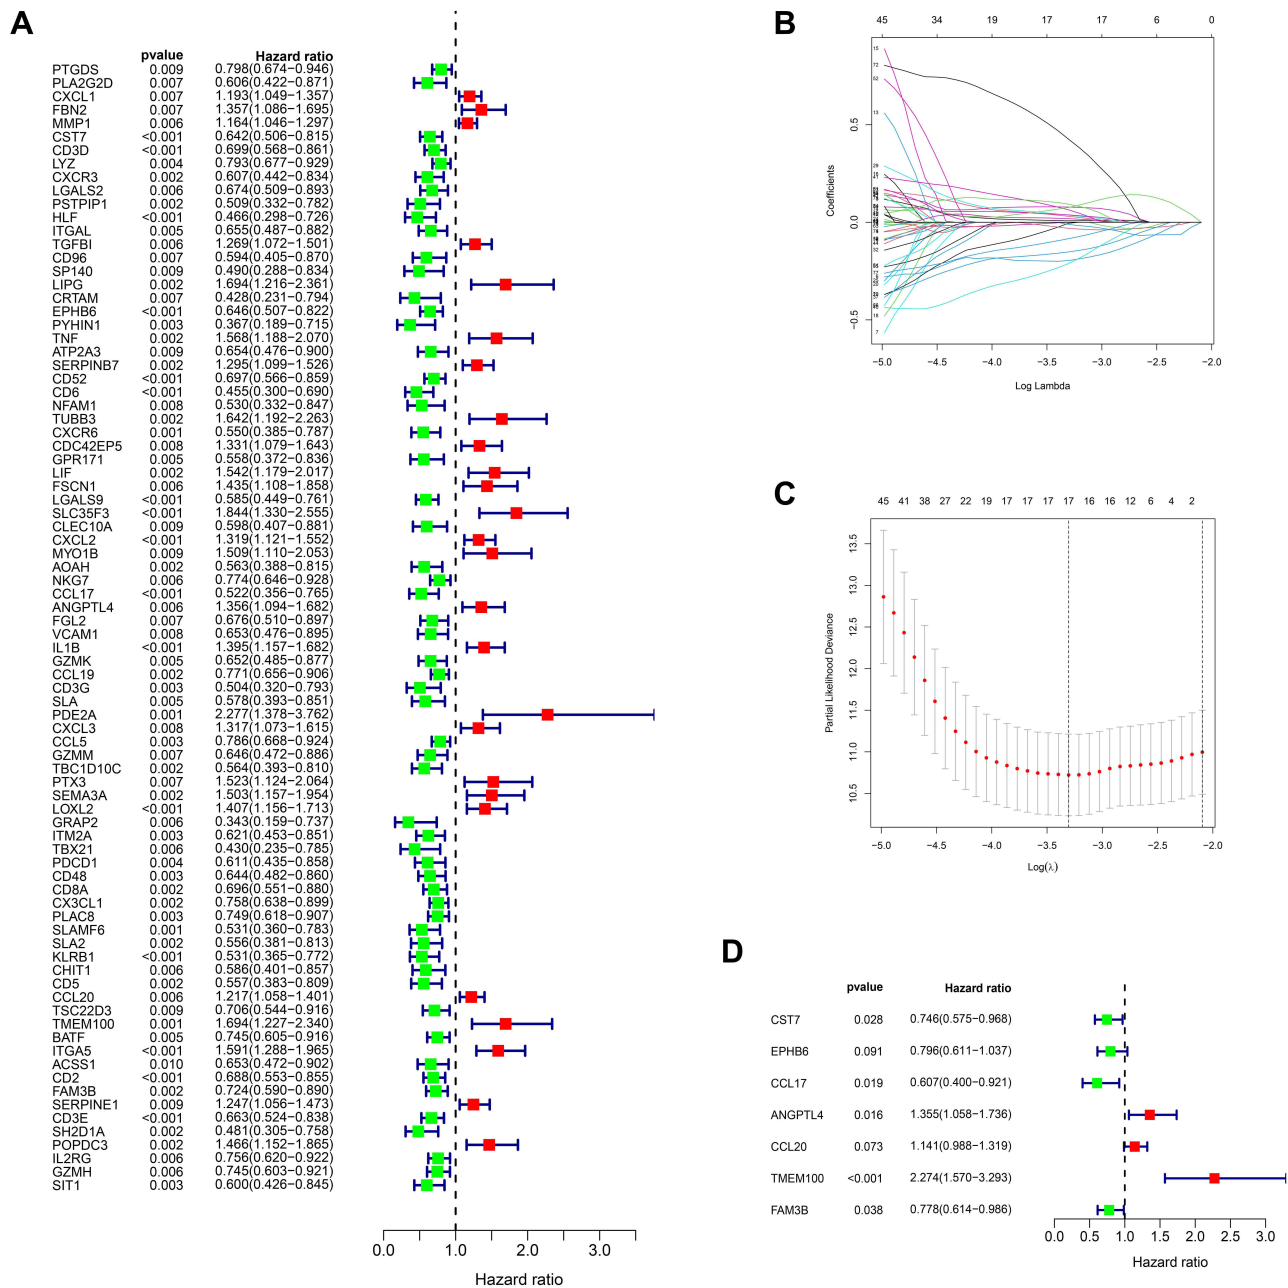 A
pvalue Hazard ratio
PTGDS 0.009 0.798(0.674−0.946)
PLA2G2D 0.007 0.606(0.422−0.871)
CXCL1 0.007 1.193(1.049−1.357)
FBN2 0.007 1.357(1.086−1.695)
MMP1 0.006 1.164(1.046−1.297)
CST7 <0.001 0.642(0.506−0.815)
CD3D <0.001 0.699(0.568−0.861)
LYZ 0.004 0.793(0.677−0.929)
CXCR3 0.002 0.607(0.442−0.834)
LGALS2 0.006 0.674(0.509−0.893)
PSTPIP1 0.002 0.509(0.332−0.782)
HLF <0.001 0.466(0.298−0.726)
ITGAL 0.005 0.655(0.487−0.882)
TGFBI 0.006 1.269(1.072−1.501)
CD96 0.007 0.594(0.405−0.870)
SP140 0.009 0.490(0.288−0.834)
LIPG 0.002 1.694(1.216−2.361)
CRTAM 0.007 0.428(0.231−0.794)
EPHB6 <0.001 0.646(0.507−0.822)
PYHIN1 0.003 0.367(0.189−0.715)
TNF 0.002 1.568(1.188−2.070)
ATP2A3 0.009 0.654(0.476−0.900)
SERPINB7 0.002 1.295(1.099−1.526)
CD52 <0.001 0.697(0.566−0.859)
CD6 <0.001 0.455(0.300−0.690)
NFAM1 0.008 0.530(0.332−0.847)
TUBB3 0.002 1.642(1.192−2.263)
CXCR6 0.001 0.550(0.385−0.787)
CDC42EP5 0.008 1.331(1.079−1.643)
GPR171 0.005 0.558(0.372−0.836)
LIF 0.002 1.542(1.179−2.017)
FSCN1 0.006 1.435(1.108−1.858)
LGALS9 <0.001 0.585(0.449−0.761)
SLC35F3 <0.001 1.844(1.330−2.555)
CLEC10A 0.009 0.598(0.407−0.881)
CXCL2 <0.001 1.319(1.121−1.552)
MYO1B 0.009 1.509(1.110−2.053)
AOAH 0.002 0.563(0.388−0.815)
NKG7 0.006 0.774(0.646−0.928)
CCL17 <0.001 0.522(0.356−0.765)
ANGPTL4 0.006 1.356(1.094−1.682)
FGL2 0.007 0.676(0.510−0.897)
VCAM1 0.008 0.653(0.476−0.895)
IL1B <0.001 1.395(1.157−1.682)
GZMK 0.005 0.652(0.485−0.877)
CCL19 0.002 0.771(0.656−0.906)
CD3G 0.003 0.504(0.320−0.793)
SLA 0.005 0.578(0.393−0.851)
PDE2A 0.001 2.277(1.378−3.762)
CXCL3 0.008 1.317(1.073−1.615)
CCL5 0.003 0.786(0.668−0.924)
GZMM 0.007 0.646(0.472−0.886)
TBC1D10C 0.002 0.564(0.393−0.810)
PTX3 0.007 1.523(1.124−2.064)
SEMA3A 0.002 1.503(1.157−1.954)
LOXL2 <0.001 1.407(1.156−1.713)
GRAP2 0.006 0.343(0.159−0.737)
ITM2A 0.003 0.621(0.453−0.851)
TBX21 0.006 0.430(0.235−0.785)
PDCD1 0.004 0.611(0.435−0.858)
CD48 0.003 0.644(0.482−0.860)
CD8A 0.002 0.696(0.551−0.880)
CX3CL1 0.002 0.758(0.638−0.899)
PLAC8 0.003 0.749(0.618−0.907)
SLAMF6 0.001 0.531(0.360−0.783)
SLA2 0.002 0.556(0.381−0.813)
KLRB1 <0.001 0.531(0.365−0.772)
CHIT1 0.006 0.586(0.401−0.857)
CD5 0.002 0.557(0.383−0.809)
CCL20 0.006 1.217(1.058−1.401)
TSC22D3 0.009 0.706(0.544−0.916)
TMEM100 0.001 1.694(1.227−2.340)
BATF 0.005 0.745(0.605−0.916)
ITGA5 <0.001 1.591(1.288−1.965)
ACSS1 0.010 0.653(0.472−0.902)
CD2 <0.001 0.688(0.553−0.855)
FAM3B 0.002 0.724(0.590−0.890)
SERPINE1 0.009 1.247(1.056−1.473)
CD3E <0.001 0.663(0.524−0.838)
SH2D1A 0.002 0.481(0.305−0.758)
POPDC3 0.002 1.466(1.152−1.865)
IL2RG 0.006 0.756(0.620−0.922)
GZMH 0.006 0.745(0.603−0.921)
SIT1 0.003 0.600(0.426−0.845)
0.0 1.0 2.0 3.0
Hazard ratio
B
45 34 19 17 17 6 0
Coefficients
0.5
0.0
−0.5
15
72
52
13
29
7
−5.0 −4.5 −4.0 −3.5 −3.0 −2.5 −2.0
Log Lambda
C
45 41 38 27 22 19 17 17 17 17 16 16 12 6 4 2
Partial Likelihood Deviance
13.5
13.0
12.5
12.0
11.5
11.0
10.5
−5.0 −4.5 −4.0 −3.5 −3.0 −2.5 −2.0
Log(λ)
D
pvalue Hazard ratio
CST7 0.028 0.746(0.575−0.968)
EPHB6 0.091 0.796(0.611−1.037)
CCL17 0.019 0.607(0.400−0.921)
ANGPTL4 0.016 1.355(1.058−1.736)
CCL20 0.073 1.141(0.988−1.319)
TMEM100 <0.001 2.274(1.570−3.293)
FAM3B 0.038 0.778(0.614−0.986)
0.0 0.5 1.0 1.5 2.0 2.5 3.0
Hazard ratio